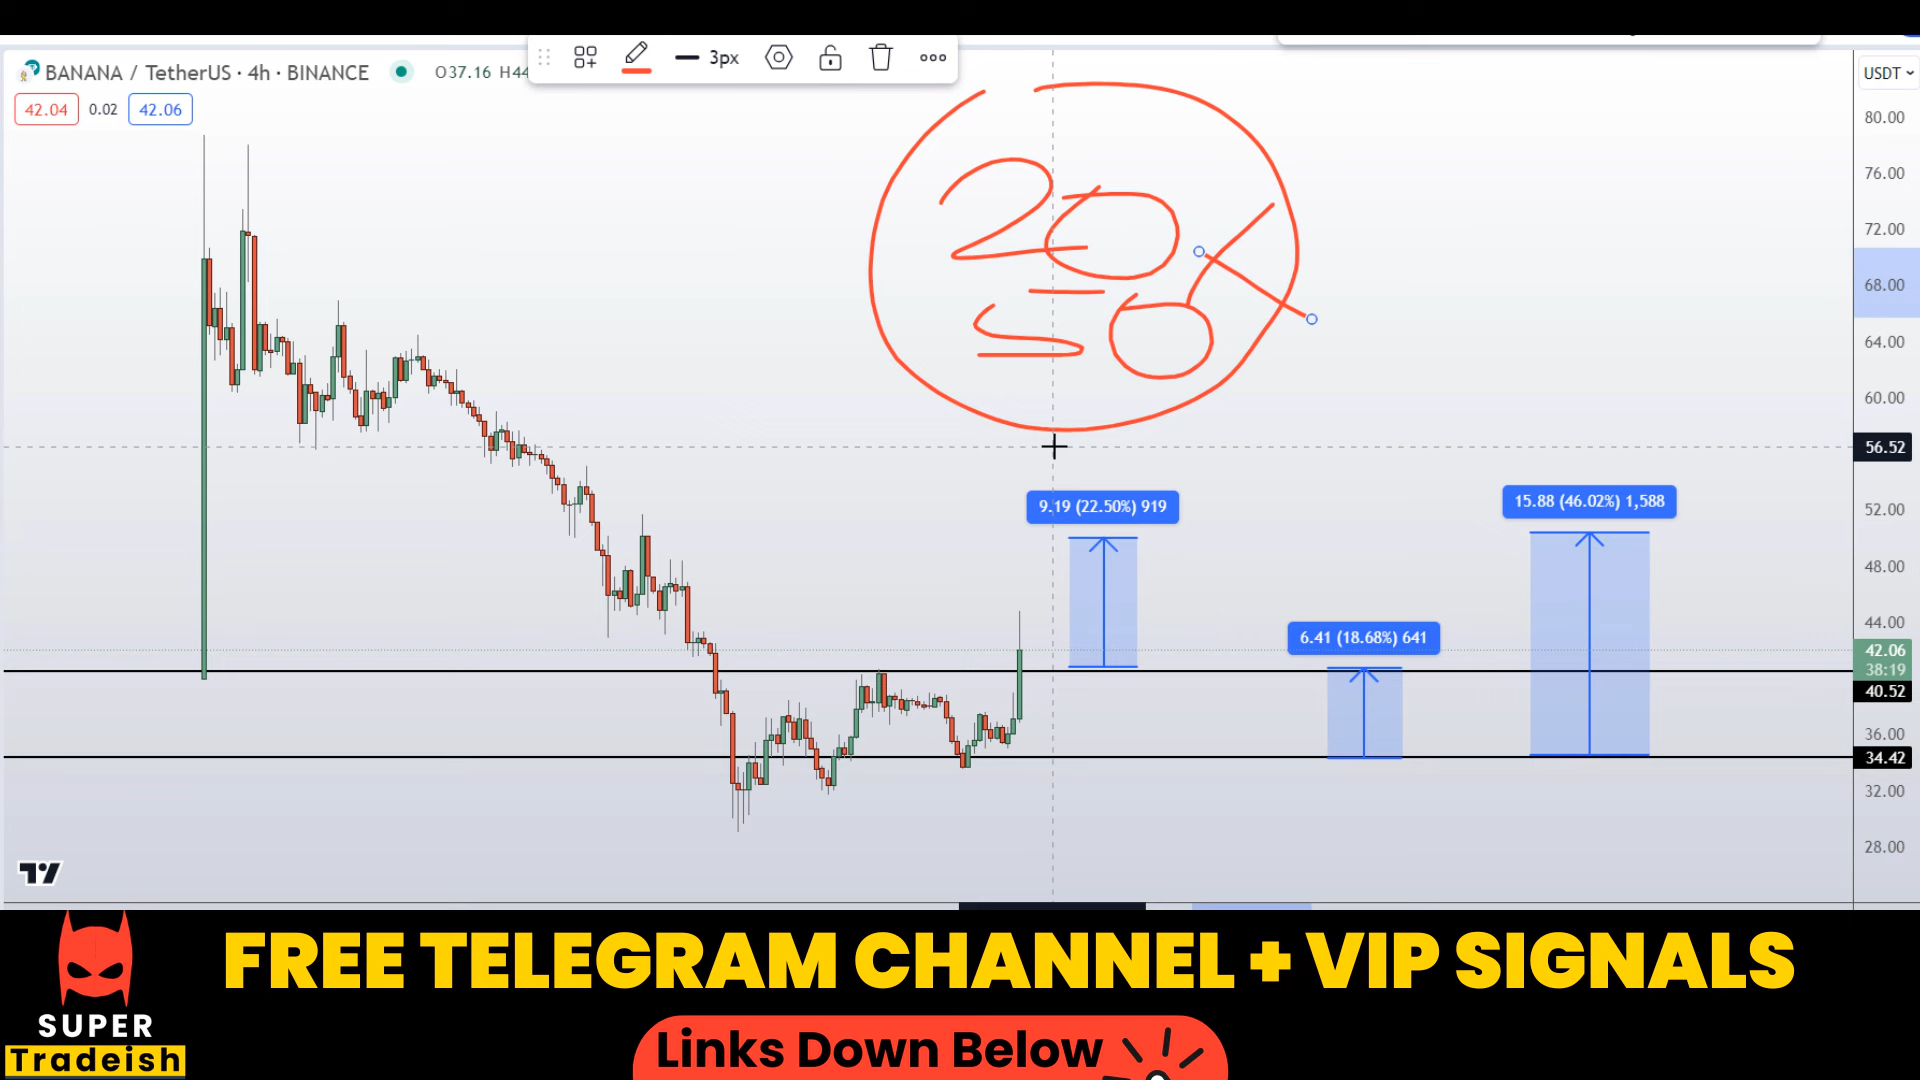 BANANA / TetherUS · 4h · BINANCE
O37.16 H44
3px
USDT
42.04
0.02
42.06
80.00
76.00
72.00
68.00
64.00
60.00
56.52
52.00
48.00
44.00
42.06
38:19
40.52
36.00
34.42
32.00
28.00
20
50
9.19 (22.50%) 919
6.41 (18.68%) 641
15.88 (46.02%) 1,588
FREE TELEGRAM CHANNEL + VIP SIGNALS
SUPER
Tradeish
Links Down Below